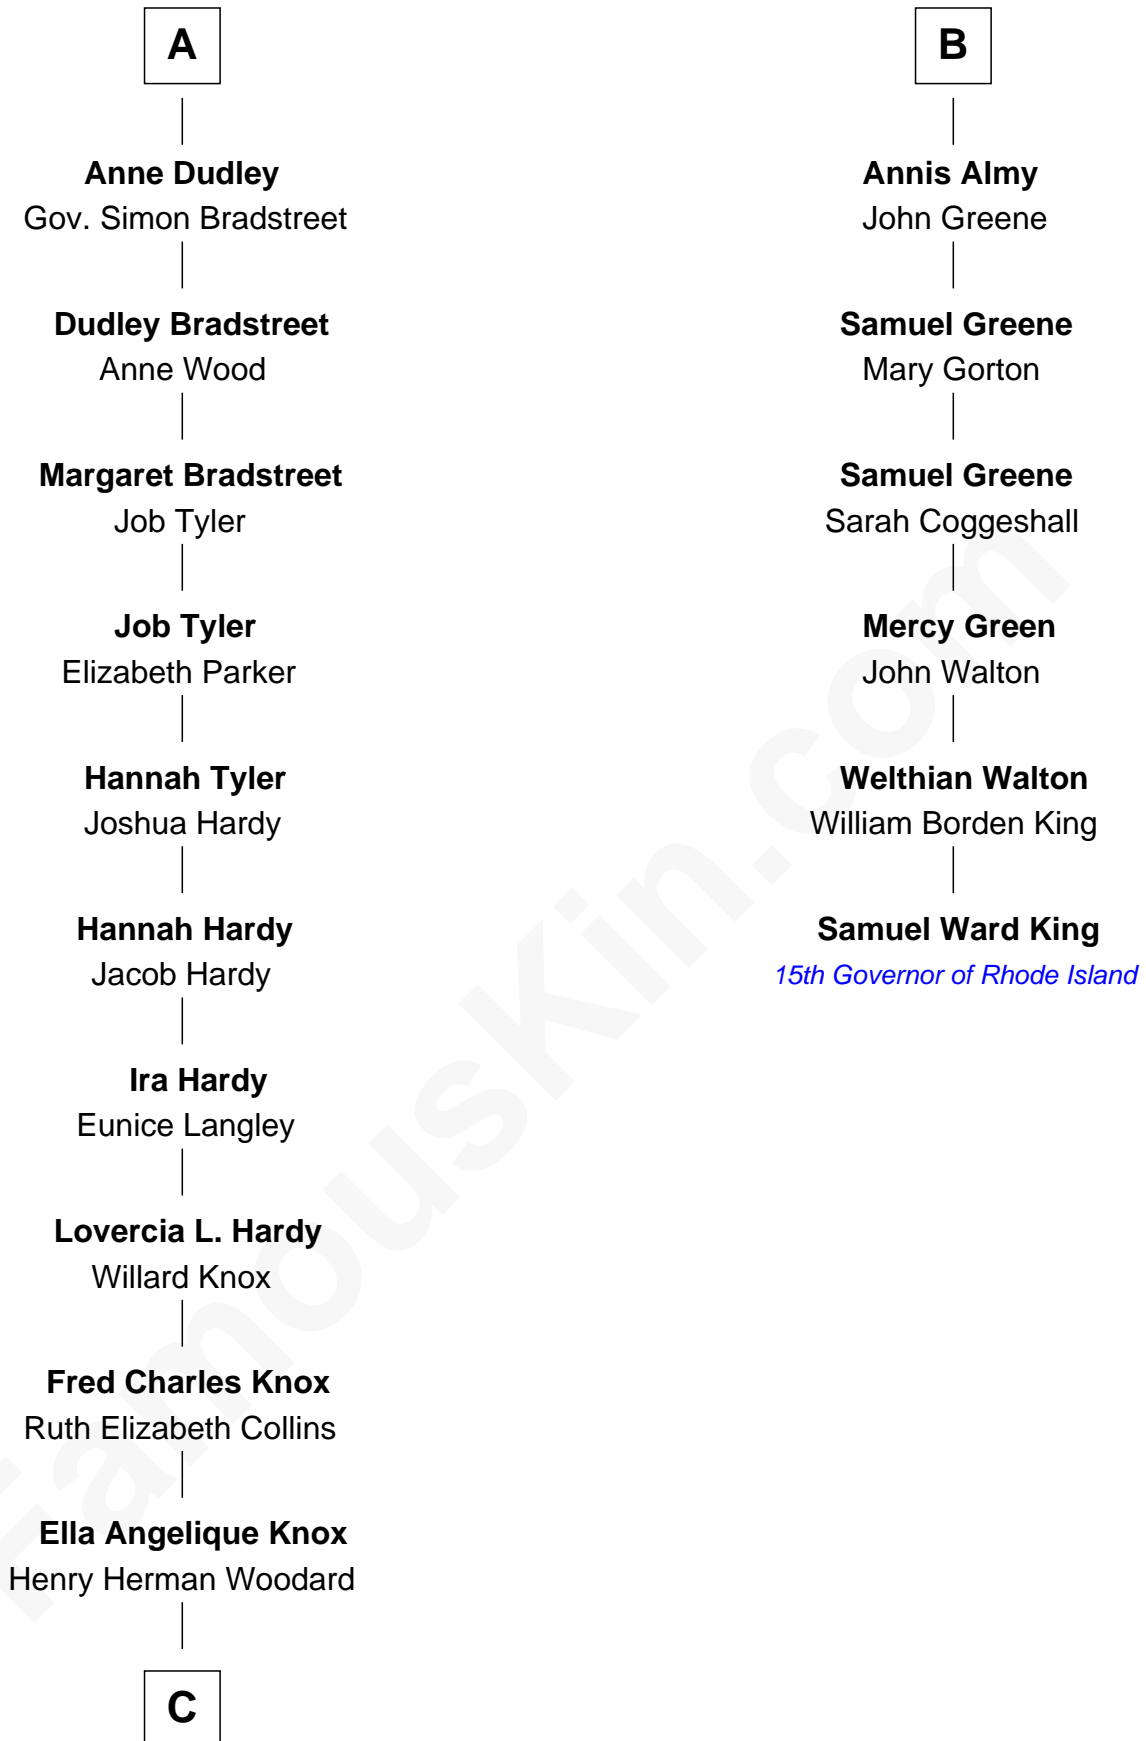 A
Anne Dudley
Gov. Simon Bradstreet
Dudley Bradstreet
Anne Wood
Margaret Bradstreet
Job Tyler
Job Tyler
Elizabeth Parker
Hannah Tyler
Joshua Hardy
Hannah Hardy
Jacob Hardy
Ira Hardy
Eunice Langley
Lovercia L. Hardy
Willard Knox
Fred Charles Knox
Ruth Elizabeth Collins
Ella Angelique Knox
Henry Herman Woodard
C
B
Annis Almy
John Greene
Samuel Greene
Mary Gorton
Samuel Greene
Sarah Coggeshall
Mercy Green
John Walton
Welthian Walton
William Borden King
Samuel Ward King
15th Governor of Rhode Island
FamousKin.com